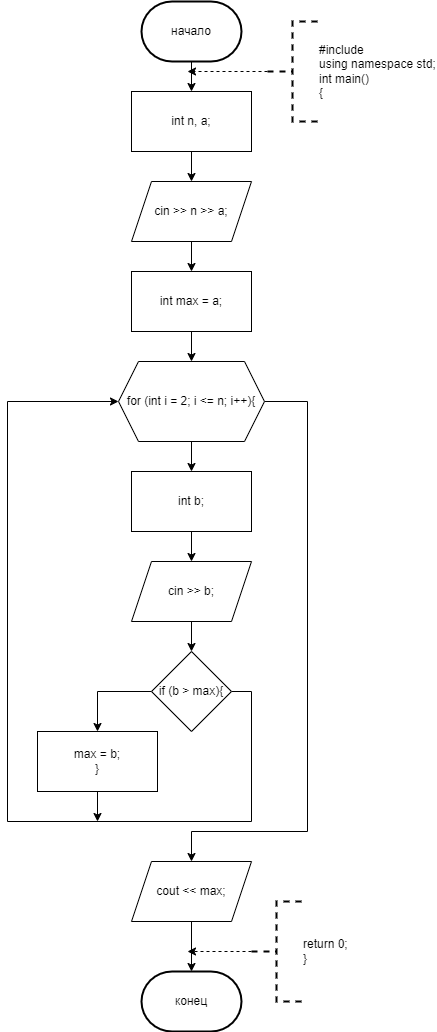 начало
#include
using namespace std;
int main()
{
int n, a;
cin >> n >> a;
int max = a;
for (int i = 2; i <= n; i++){
int b;
cin >> b;
if (b > max){
max = b;
}
cout << max;
return 0;
}
конец